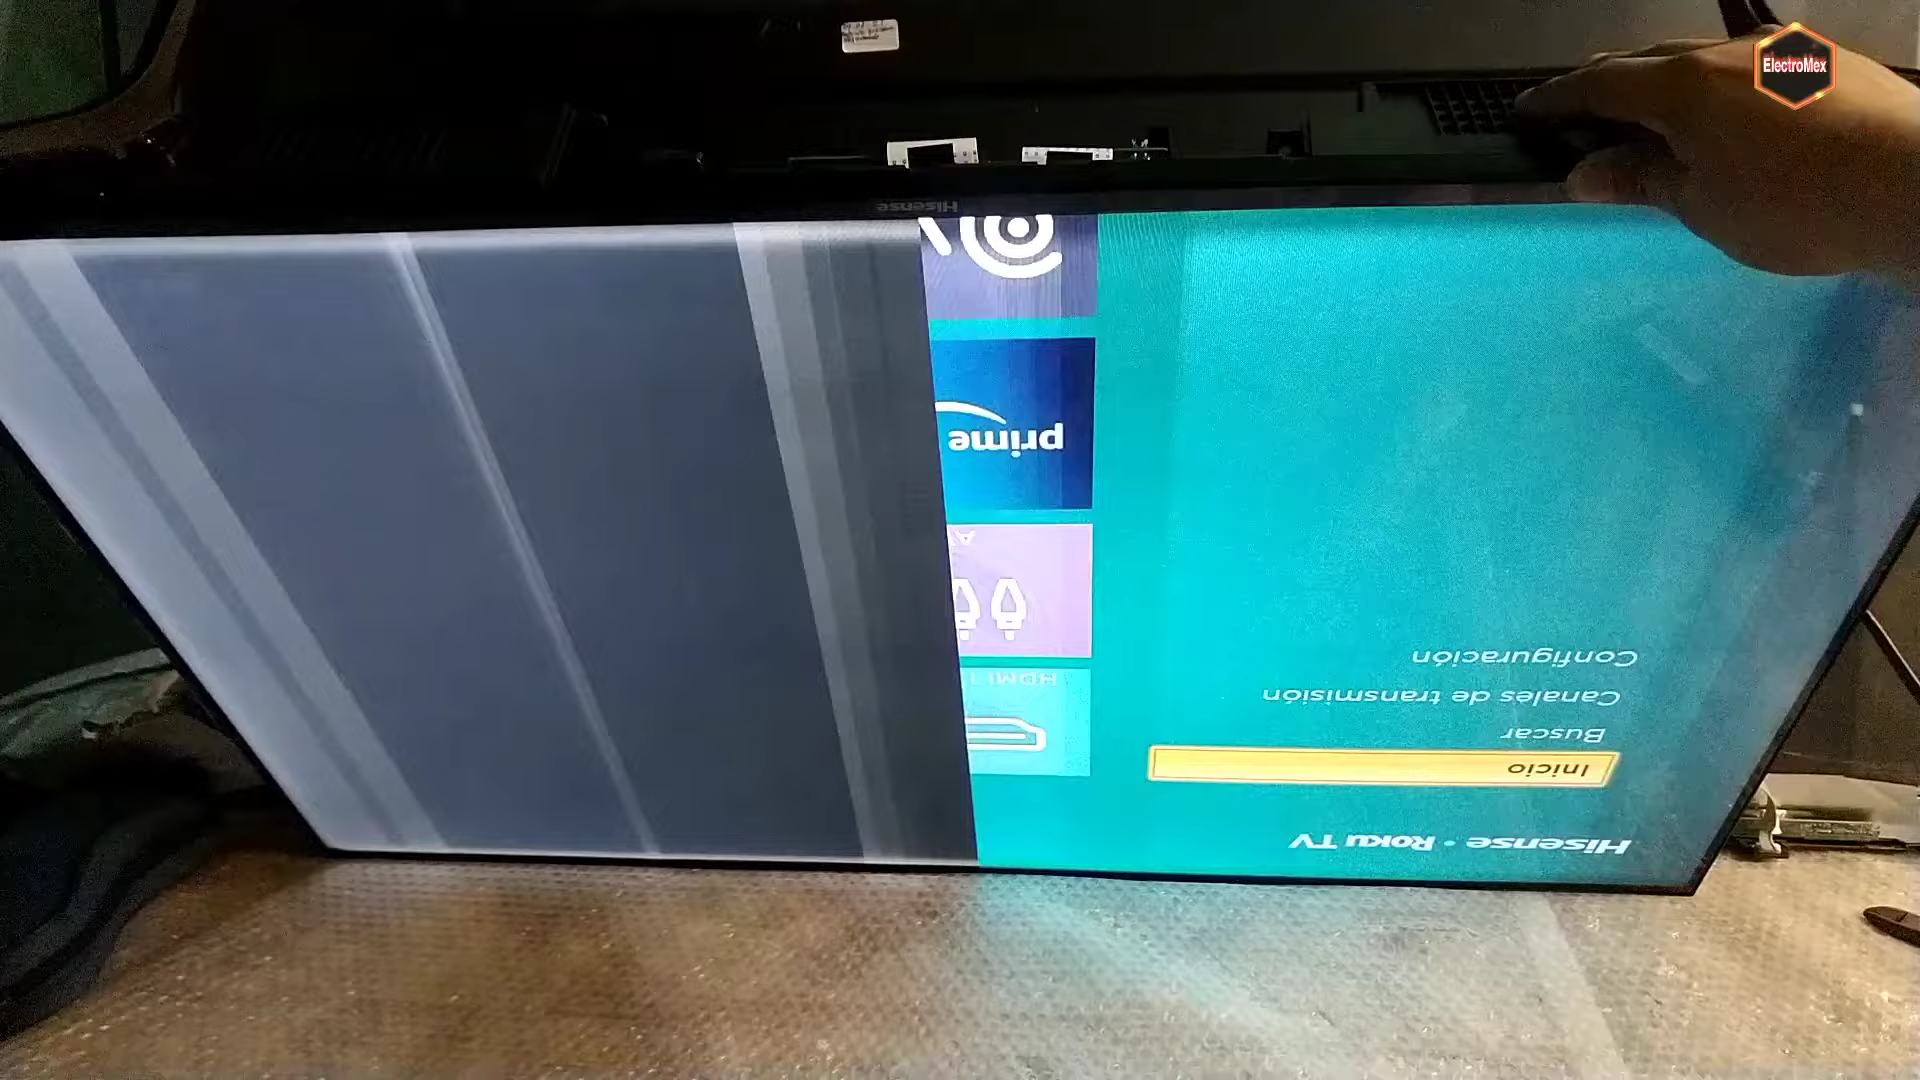 ElectroMex
Hisense
Hisense • Roku TV
Inicio
Buscar
Canales de transmisión
Configuración
HDMI 1
prime